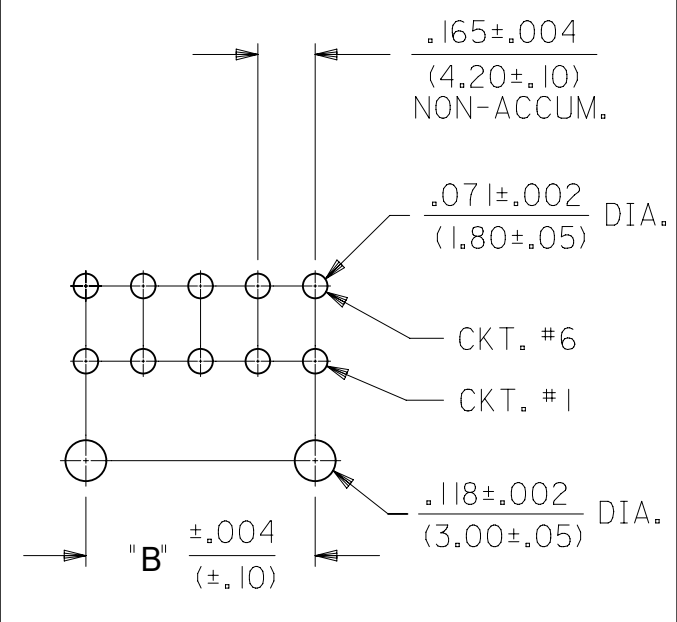 .165±.004
(4.20±.10)
NON-ACCUM.
.071±.002
(1.80±.05)
DIA.
CKT. #6
CKT. #1
.118±.002
(3.00±.05)
DIA.
"B"
±.004
(±.10)